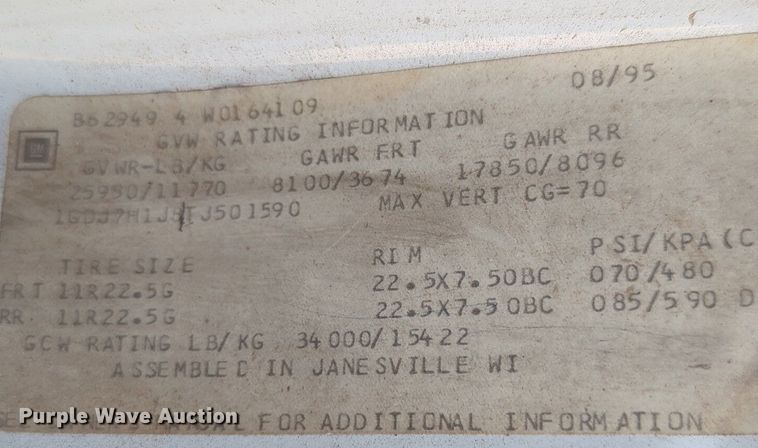 08/95
B62949 4 W0164109
GVW RATING INFORMATION
GM
GVWR-LB/KG GAWR FRT GAWR RR
25950/11770 8100/3674 17850/8096
1GDJ7H1J5TJ501590 MAX VERT CG=70
TIRE SIZE RIM PSI/KPA(C
FRT 11R22.5G 22.5X7.50BC 070/480
RR. 11R22.5G 22.5X7.50BC 085/590 D
GCW RATING LB/KG 34000/15422
ASSEMBLED IN JANESVILLE WI
FOR ADDITIONAL INFORMATION
Purple Wave Auction